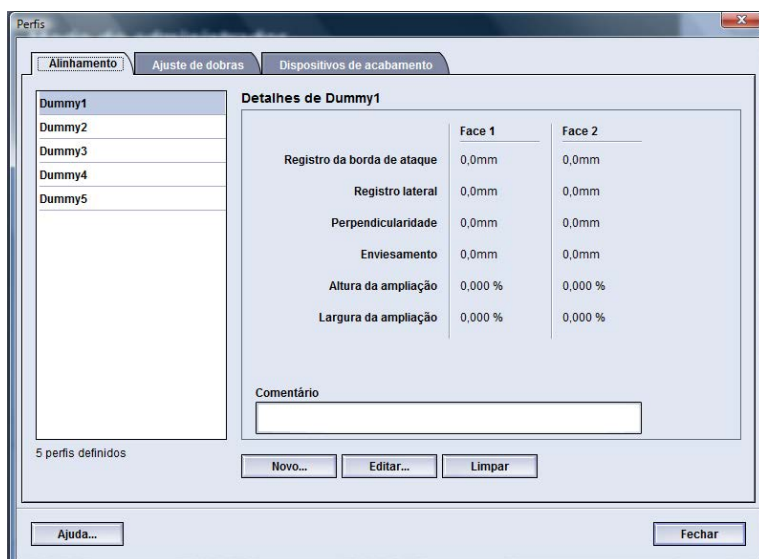 Perfis
Alinhamento
Ajuste de dobras
Dispositivos de acabamento
Dummy1
Dummy2
Dummy3
Dummy4
Dummy5
5 perfis definidos
Detalhes de Dummy1
Face 1 Face 2
Registro da borda de ataque 0,0mm 0,0mm
Registro lateral 0,0mm 0,0mm
Perpendicularidade 0,0mm 0,0mm
Enviesamento 0,0mm 0,0mm
Altura da ampliação 0,000 % 0,000 %
Largura da ampliação 0,000 % 0,000 %
Comentário
Novo...
Editar...
Limpar
Ajuda...
Fechar